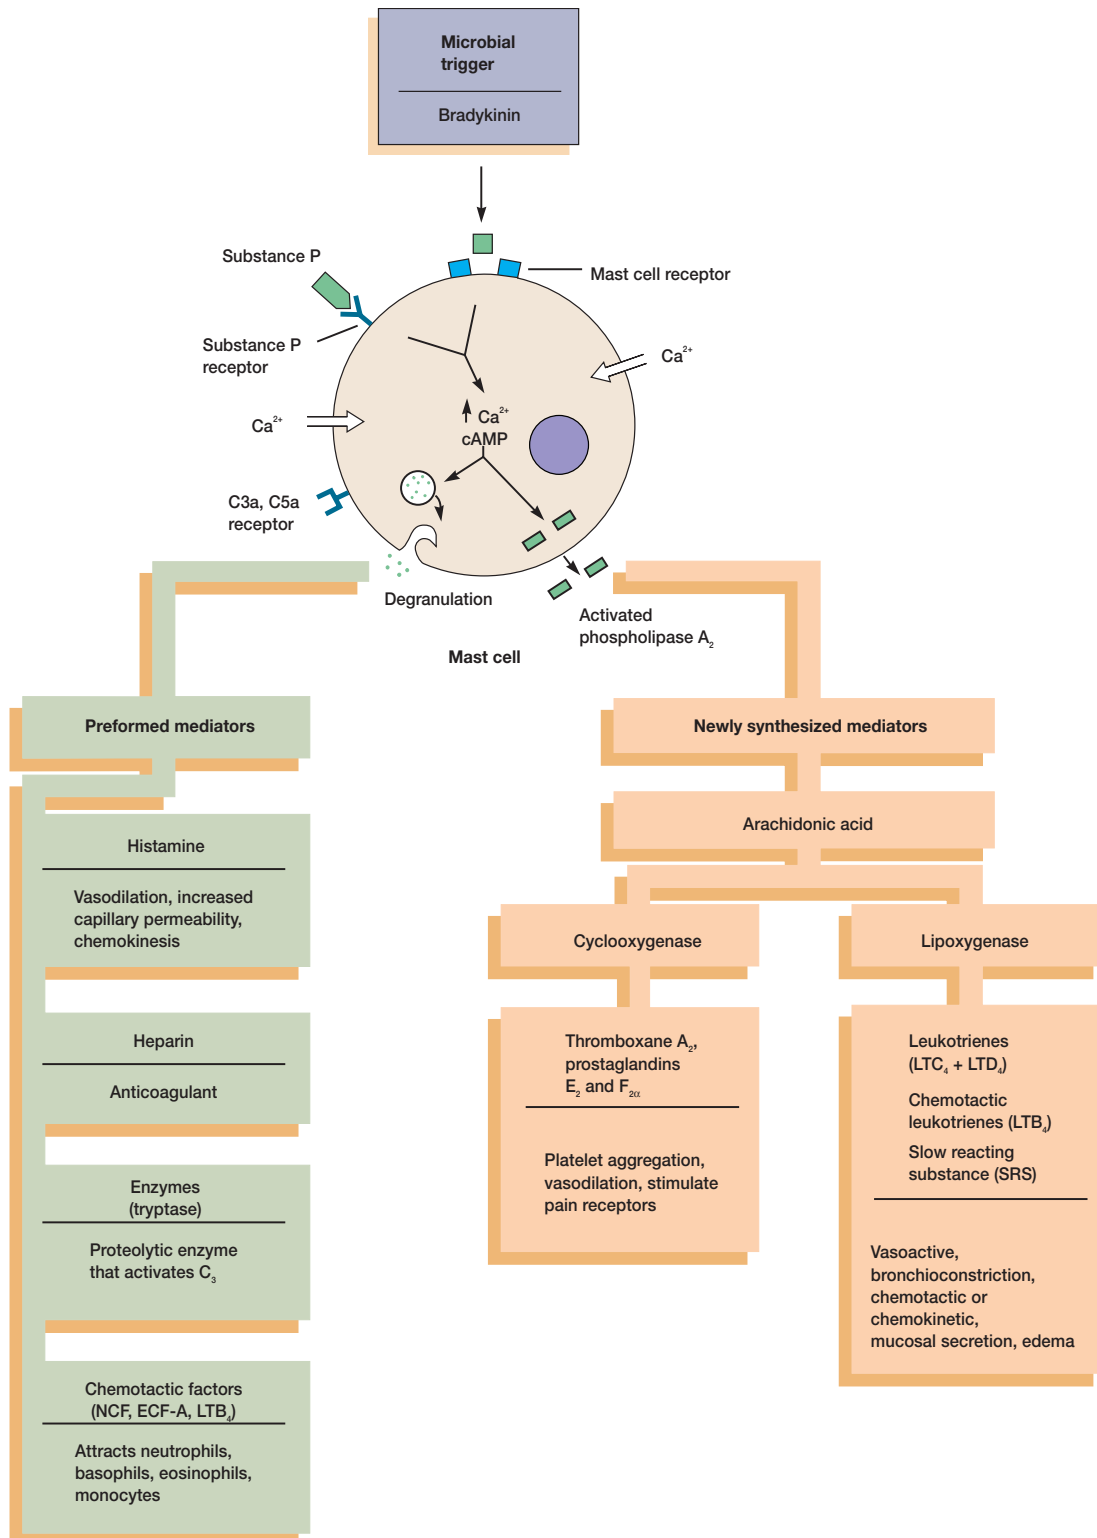 Microbial
trigger
Bradykinin
Substance P
Mast cell receptor
Substance P
receptor
Ca²⁺
Ca²⁺
Ca²⁺
cAMP
C3a, C5a
receptor
Degranulation
Activated
phospholipase A₂
Mast cell
Preformed mediators
Histamine
Vasodilation, increased
capillary permeability,
chemokinesis
Heparin
Anticoagulant
Enzymes
(tryptase)
Proteolytic enzyme
that activates C₃
Chemotactic factors
(NCF, ECF-A, LTB₄)
Attracts neutrophils,
basophils, eosinophils,
monocytes
Newly synthesized mediators
Arachidonic acid
Cyclooxygenase
Thromboxane A₂,
prostaglandins
E₂ and F₂α
Platelet aggregation,
vasodilation, stimulate
pain receptors
Lipoxygenase
Leukotrienes
(LTC₄ + LTD₄)
Chemotactic
leukotrienes (LTB₄)
Slow reacting
substance (SRS)
Vasoactive,
bronchioconstriction,
chemotactic or
chemokinetic,
mucosal secretion, edema